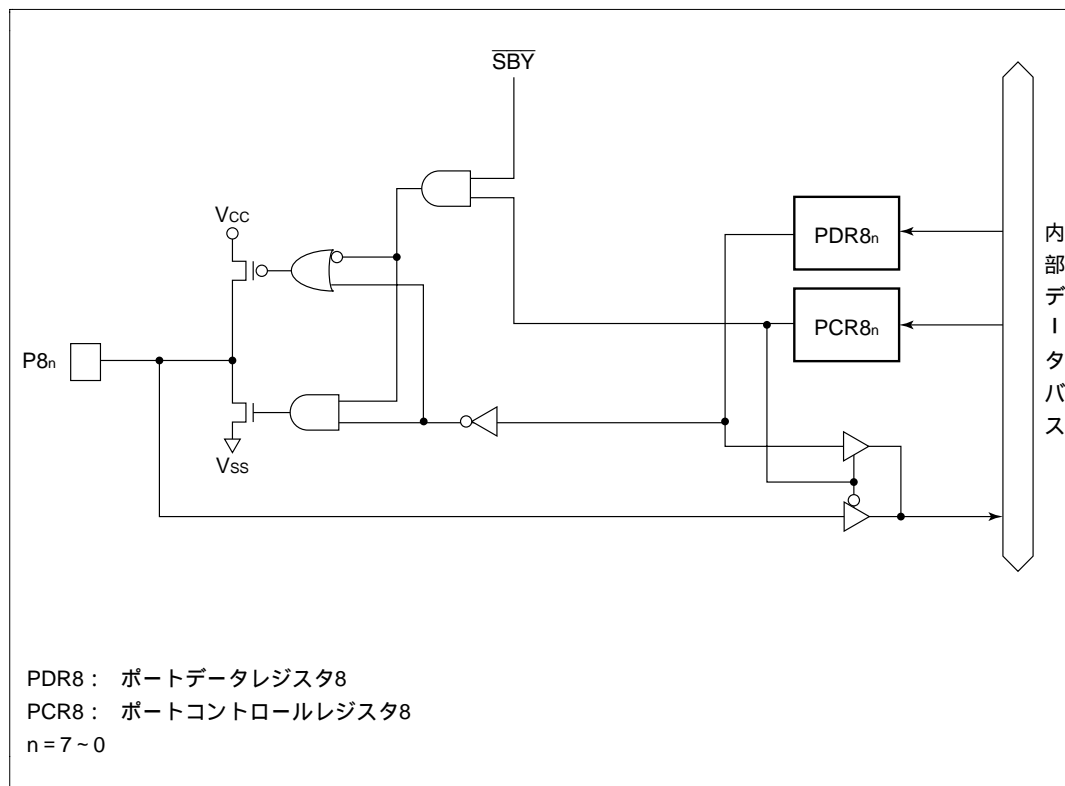 SBY
VCC
PDR8n
PCR8n
P8n
VSS
内部データバス
PDR8 : ポートデータレジスタ8
PCR8 : ポートコントロールレジスタ8
n = 7 ~ 0